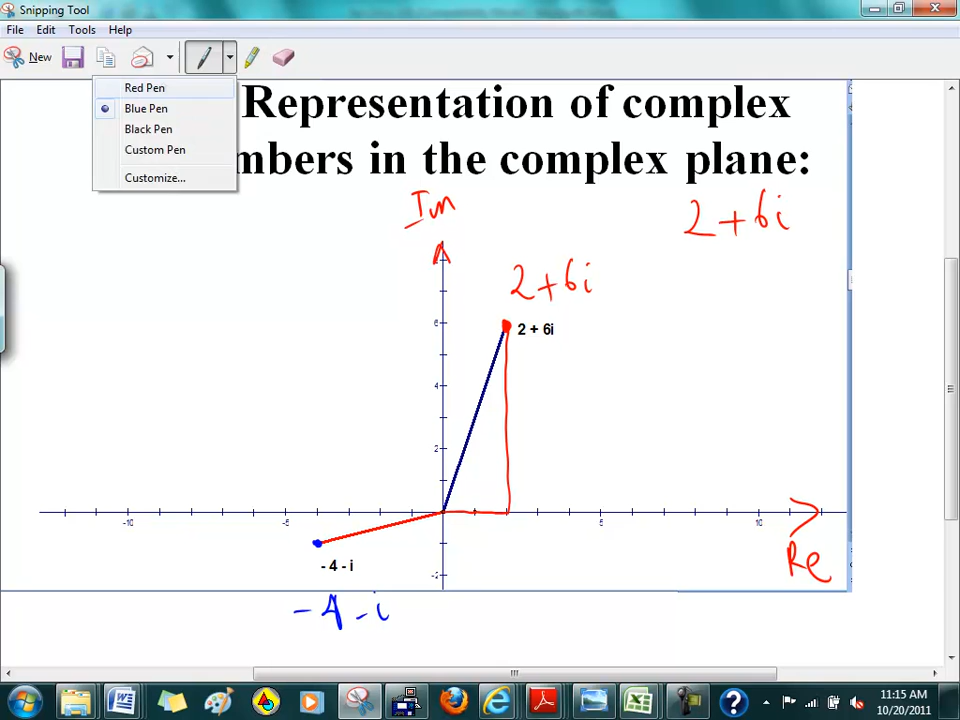 Snipping Tool
File Edit Tools Help
New
Red Pen
Blue Pen
Black Pen
Custom Pen
Customize...
Representation of complex
mbers in the complex plane:
Im
2+6i
2+6i
6
2 + 6i
4
2
-10
-5
5
10
Re
- 4 - i
-2
-4-i
11:15 AM
10/20/2011